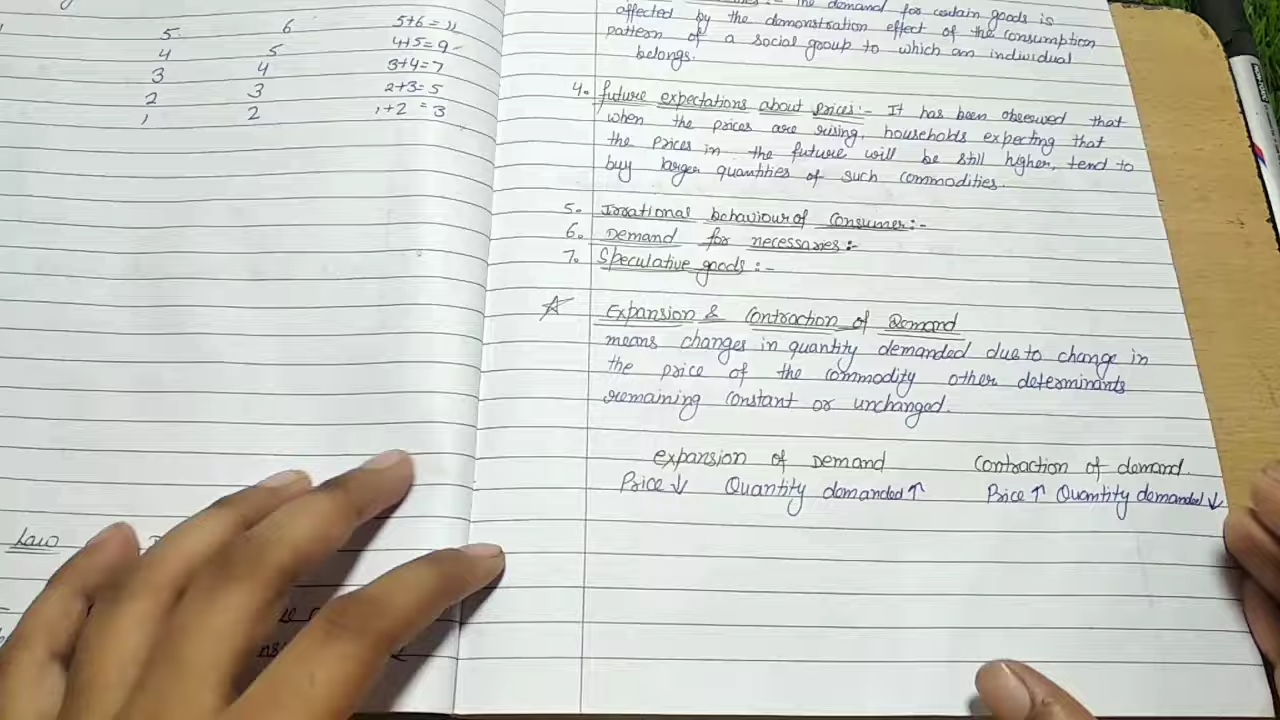 5 6 5+6 = 11
4 5 4+5 = 9
3 4 3+4 = 7
2 3 2+3 = 5
1 2 1+2 = 3
Law
the demand for certain goods is
affected by the demonstration effect of the consumption
pattern of a social group to which an individual
belongs.
4. future expectations about prices:- It has been observed that
when the prices are rising, households expecting that
the prices in the future will be still higher, tend to
buy larger quantities of such commodities.
5. Irrational behaviour of Consumer:-
6. Demand for necessaries:-
7. Speculative goods:-
☆ Expansion & Contraction of Demand
means changes in quantity demanded due to change in
the price of the commodity other determinants
remaining constant or unchanged.
expansion of Demand Contraction of demand.
Price ↓ Quantity demanded ↑ Price ↑ Quantity demanded ↓